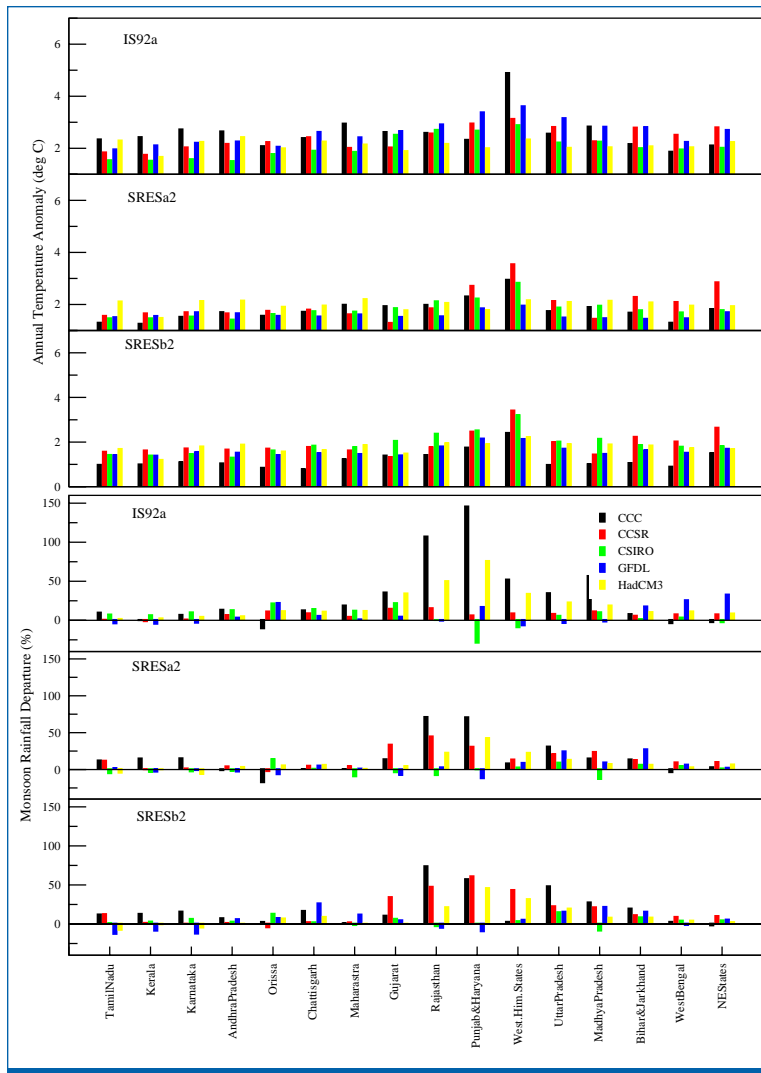 IS92a
6
4
2
SRESa2
6
4
2
0
SRESb2
6
4
2
0
Annual Temperature Anomaly (deg C)
IS92a
150
100
50
0
CCC
CCSR
CSIRO
GFDL
HadCM3
SRESa2
150
100
50
0
SRESb2
150
100
50
0
Monsoon Rainfall Departure (%)
TamilNadu
Kerala
Karnataka
AndhraPradesh
Orissa
Chattisgarh
Maharastra
Gujarat
Rajasthan
Punjab&Haryana
West.Him.States
UttarPradesh
MadhyaPradesh
Bihar&Jarkhand
WestBengal
NEStates